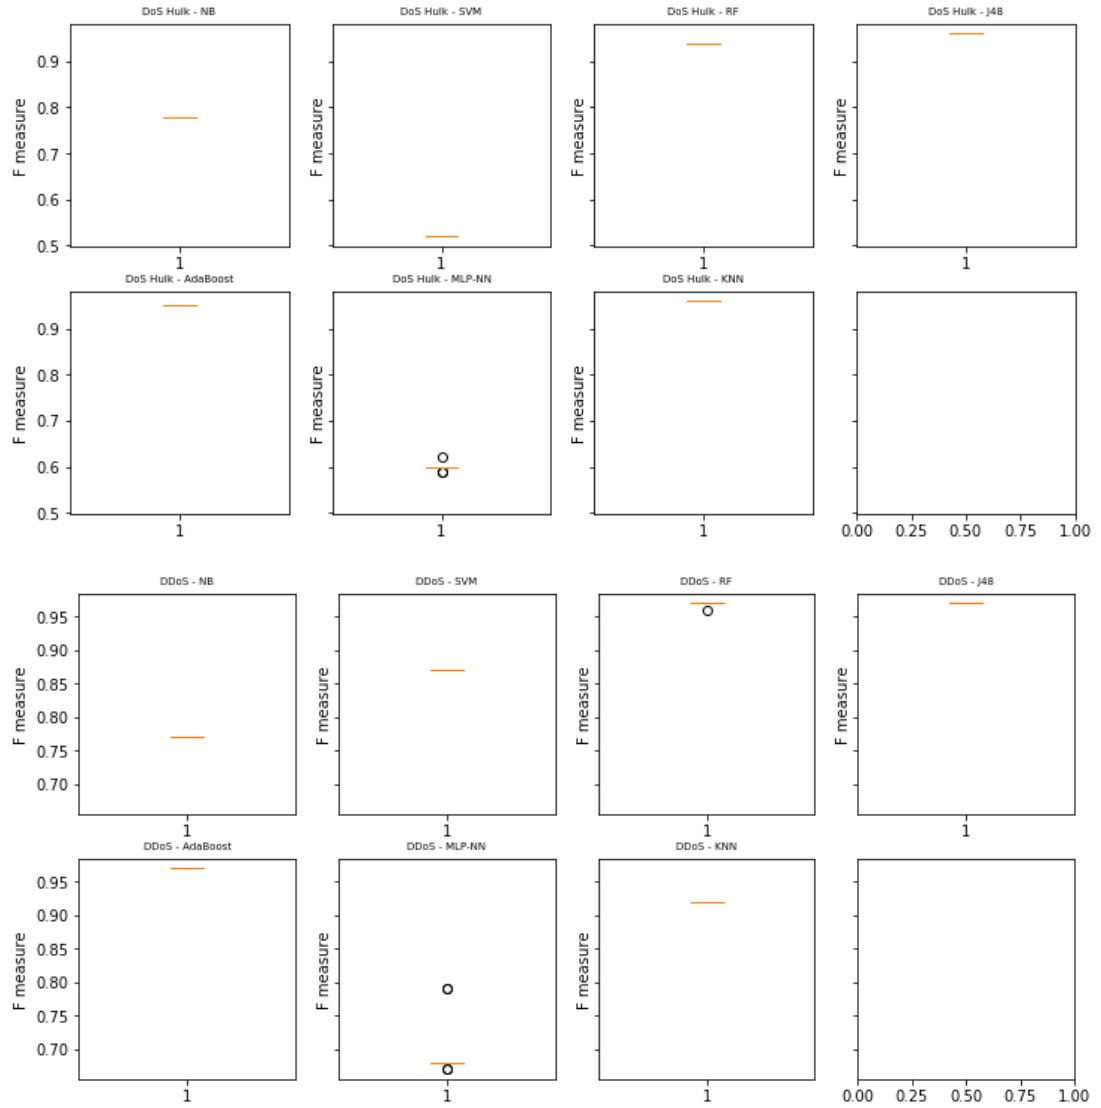 DoS Hulk - NB DoS Hulk - SVM DoS Hulk - RF DoS Hulk - J48
F measure F measure F measure F measure
0.9
0.8
0.7
0.6
0.5
1 1 1 1
DoS Hulk - AdaBoost DoS Hulk - MLP-NN DoS Hulk - KNN
F measure F measure F measure
0.9
0.8
0.7
0.6
0.5
1 1 1 0.00 0.25 0.50 0.75 1.00
DDoS - NB DDoS - SVM DDoS - RF DDoS - J48
F measure F measure F measure F measure
0.95
0.90
0.85
0.80
0.75
0.70
1 1 1 1
DDoS - AdaBoost DDoS - MLP-NN DDoS - KNN
F measure F measure F measure
0.95
0.90
0.85
0.80
0.75
0.70
1 1 1 0.00 0.25 0.50 0.75 1.00